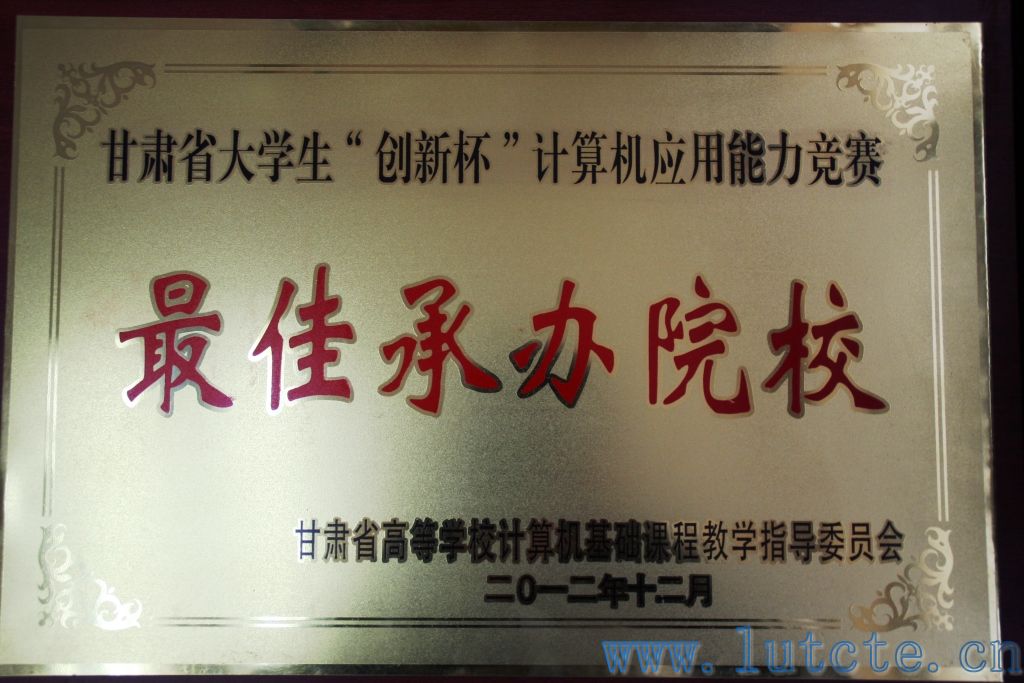 甘肃省大学生“创新杯”计算机应用能力竞赛
最佳承办院校
甘肃省高等学校计算机基础课程教学指导委员会
二〇一二年十二月
www.lutcte.cn